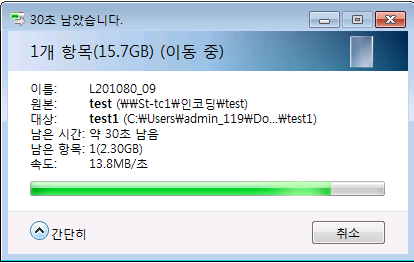 30초 남았습니다.
1개 항목(15.7GB) (이동 중)
이름: L201080_09
원본: test (₩₩St-tc1₩인코딩₩test)
대상: test1 (C:₩Users₩admin_119₩Do...₩test1)
남은 시간: 약 30초 남음
남은 항목: 1(2.30GB)
속도: 13.8MB/초
간단히
취소